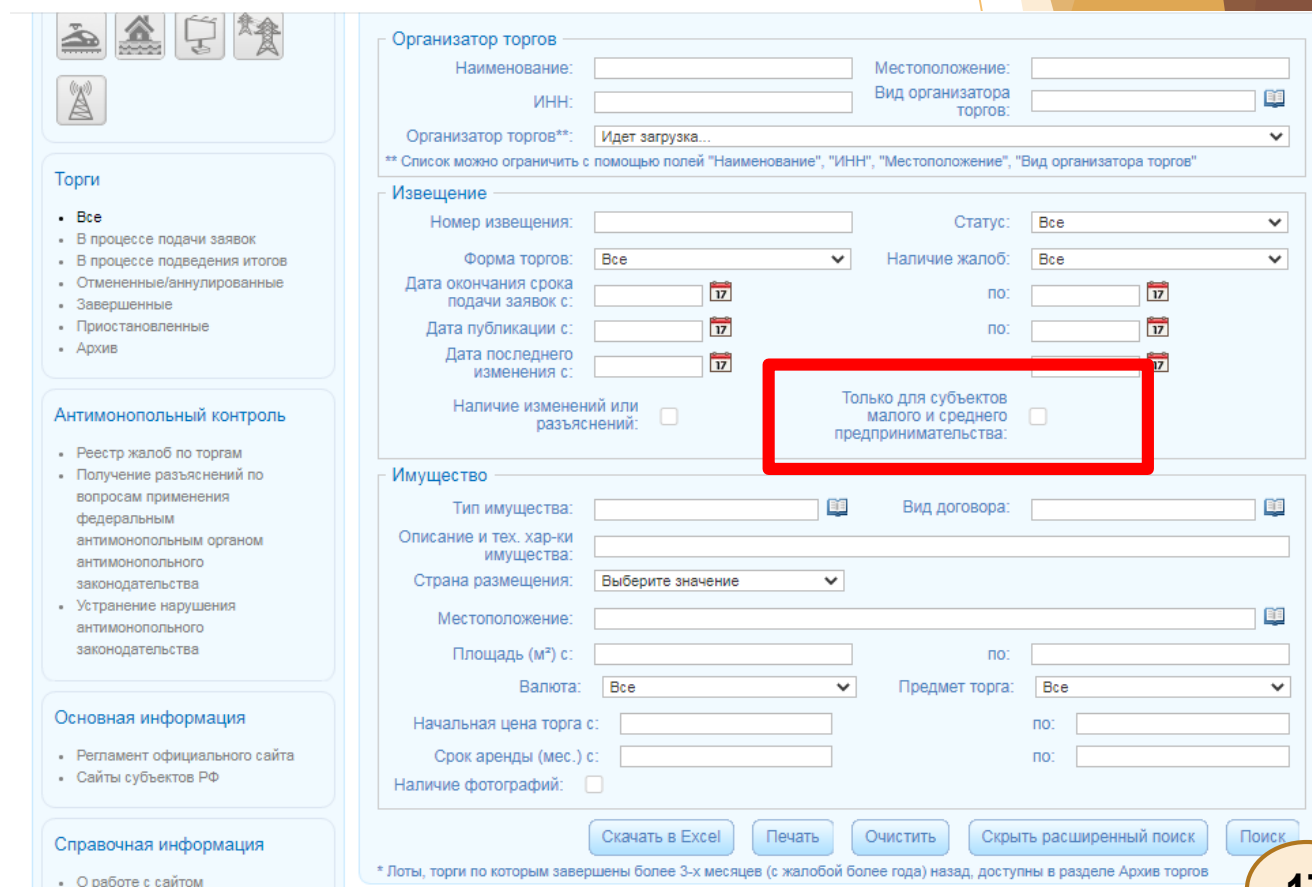 Торги
Все
В процессе подачи заявок
В процессе подведения итогов
Отмененные/аннулированные
Завершенные
Приостановленные
Архив
Антимонопольный контроль
Реестр жалоб по торгам
Получение разъяснений по
вопросам применения
федеральным
антимонопольным органом
антимонопольного
законодательства
Устранение нарушения
антимонопольного
законодательства
Основная информация
Регламент официального сайта
Сайты субъектов РФ
Справочная информация
О работе с сайтом
Организатор торгов
Наименование: Местоположение:
ИНН: Вид организатора
торгов:
Организатор торгов**: Идет загрузка...
** Список можно ограничить с помощью полей "Наименование", "ИНН", "Местоположение", "Вид организатора торгов"
Извещение
Номер извещения: Статус: Все
Форма торгов: Все Наличие жалоб: Все
Дата окончания срока
подачи заявок с: 17 по: 17
Дата публикации с: 17 по: 17
Дата последнего
изменения с: 17 17
Наличие изменений или
разъяснений:
Только для субъектов
малого и среднего
предпринимательства:
Имущество
Тип имущества: Вид договора:
Описание и тех. хар-ки
имущества:
Страна размещения: Выберите значение
Местоположение:
Площадь (м²) с: по:
Валюта: Все Предмет торга: Все
Начальная цена торга с: по:
Срок аренды (мес.) с: по:
Наличие фотографий:
Скачать в Excel Печать Очистить Скрыть расширенный поиск Поиск
* Лоты, торги по которым завершены более 3-х месяцев (с жалобой более года) назад, доступны в разделе Архив торгов